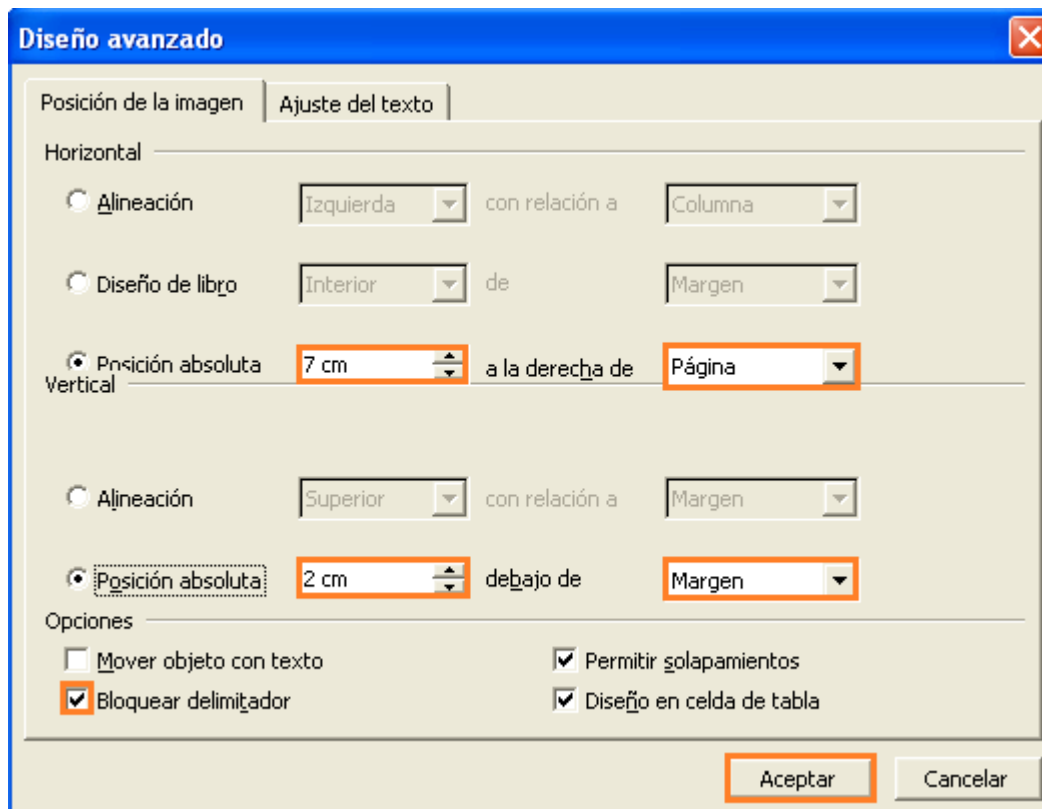 Diseño avanzado
Posición de la imagen Ajuste del texto
Horizontal
Alineación Izquierda con relación a Columna
Diseño de libro Interior de Margen
Posición absoluta 7 cm a la derecha de Página
Vertical
Alineación Superior con relación a Margen
Posición absoluta 2 cm debajo de Margen
Opciones
Mover objeto con texto Permitir solapamientos
Bloquear delimitador Diseño en celda de tabla
Aceptar Cancelar